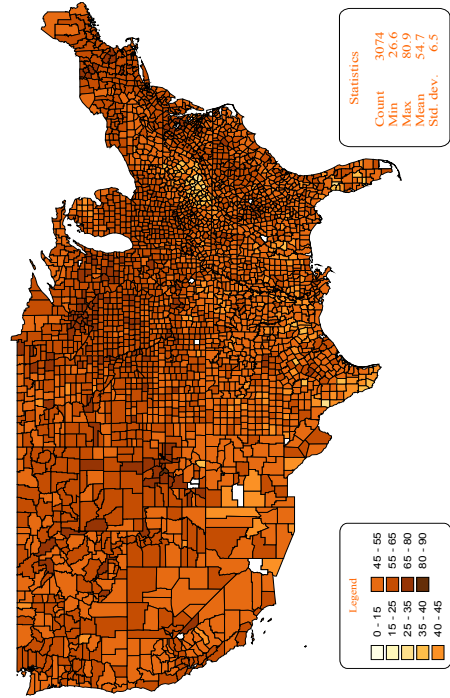 Statistics
Count 3074
Min 26.6
Max 80.9
Mean 54.7
Std. dev. 6.5
Legend
0 - 15 45 - 55
15 - 25 55 - 65
25 - 35 65 - 80
35 - 40 80 - 90
40 - 45